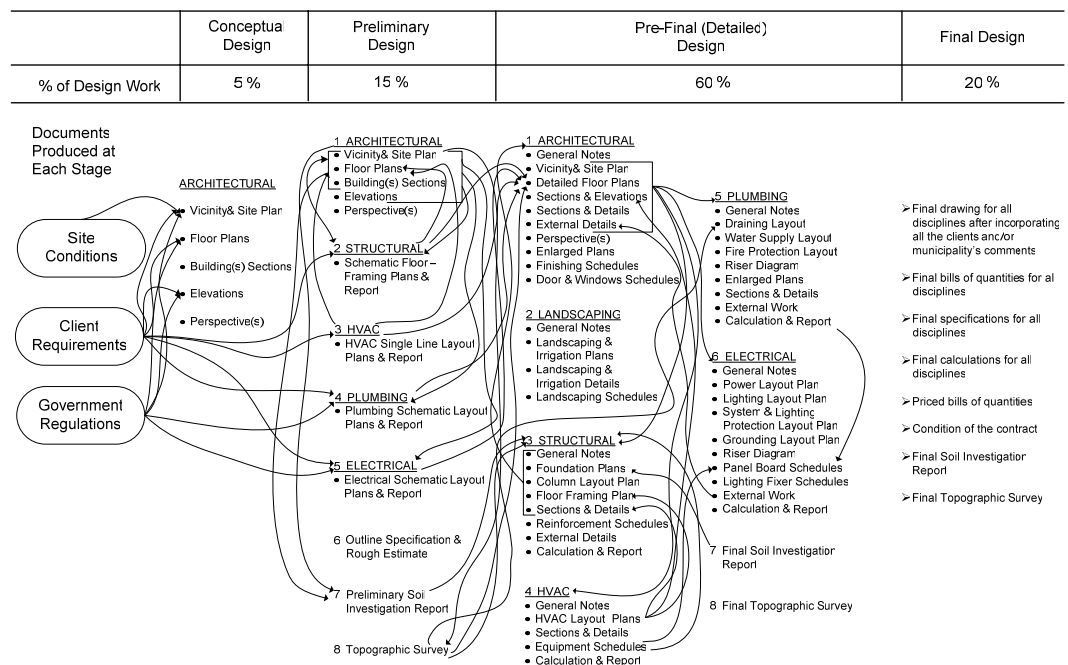 Conceptual
Design
Preliminary
Design
Pre-Final (Detailed)
Design
Final Design
% of Design Work
5 %
15 %
60 %
20 %
Documents
Produced at
Each Stage
Site
Conditions
Client
Requirements
Government
Regulations
ARCHITECTURAL
• Vicinity& Site Plan
• Floor Plans
• Building(s) Sections
• Elevations
• Perspective(s)
1 ARCHITECTURAL
• Vicinity& Site Plan
• Floor Plans
• Building(s) Sections
• Elevations
• Perspective(s)
2 STRUCTURAL
• Schematic Floor –
Framing Plans &
Report
3 HVAC
• HVAC Single Line Layout
Plans & Report
4 PLUMBING
• Plumbing Schematic Layout
Plans & Report
5 ELECTRICAL
• Electrical Schematic Layout
Plans & Report
6 Outline Specification &
Rough Estimate
7 Preliminary Soil
Investigation Report
8 Topographic Survey
1 ARCHITECTURAL
• General Notes
• Vicinity& Site Plan
• Detailed Floor Plans
• Sections & Elevations
• Sections & Details
• External Details
• Perspective(s)
• Enlarged Plans
• Finishing Schedules
• Door & Windows Schedules
2 LANDSCAPING
• General Notes
• Landscaping &
Irrigation Plans
• Landscaping &
Irrigation Details
• Landscaping Schedules
3 STRUCTURAL
• General Notes
• Foundation Plans
• Column Layout Plan
• Floor Framing Plan
• Sections & Details
• Reinforcement Schedules
• External Details
• Calculation & Report
4 HVAC
• General Notes
• HVAC Layout Plans
• Sections & Details
• Equipment Schedules
• Calculation & Report
5 PLUMBING
• General Notes
• Draining Layout
• Water Supply Layout
• Fire Protection Layout
• Riser Diagram
• Enlarged Plans
• Sections & Details
• External Work
• Calculation & Report
6 ELECTRICAL
• General Notes
• Power Layout Plan
• Lighting Layout Plan
• System & Lighting
Protection Layout Plan
• Grounding Layout Plan
• Riser Diagram
• Panel Board Schedules
• Lighting Fixer Schedules
• External Work
• Calculation & Report
7 Final Soil Investigation
Report
8 Final Topographic Survey
➢ Final drawing for all
disciplines after incorporating
all the clients anc/or
municipality's comments
➢ Final bills of quantities for all
disciplines
➢ Final specifications for all
disciplines
➢ Final calculations for all
disciplines
➢ Priced bills of quantities
➢ Condition of the contract
➢ Final Soil Investigation
Report
➢ Final Topographic Survey